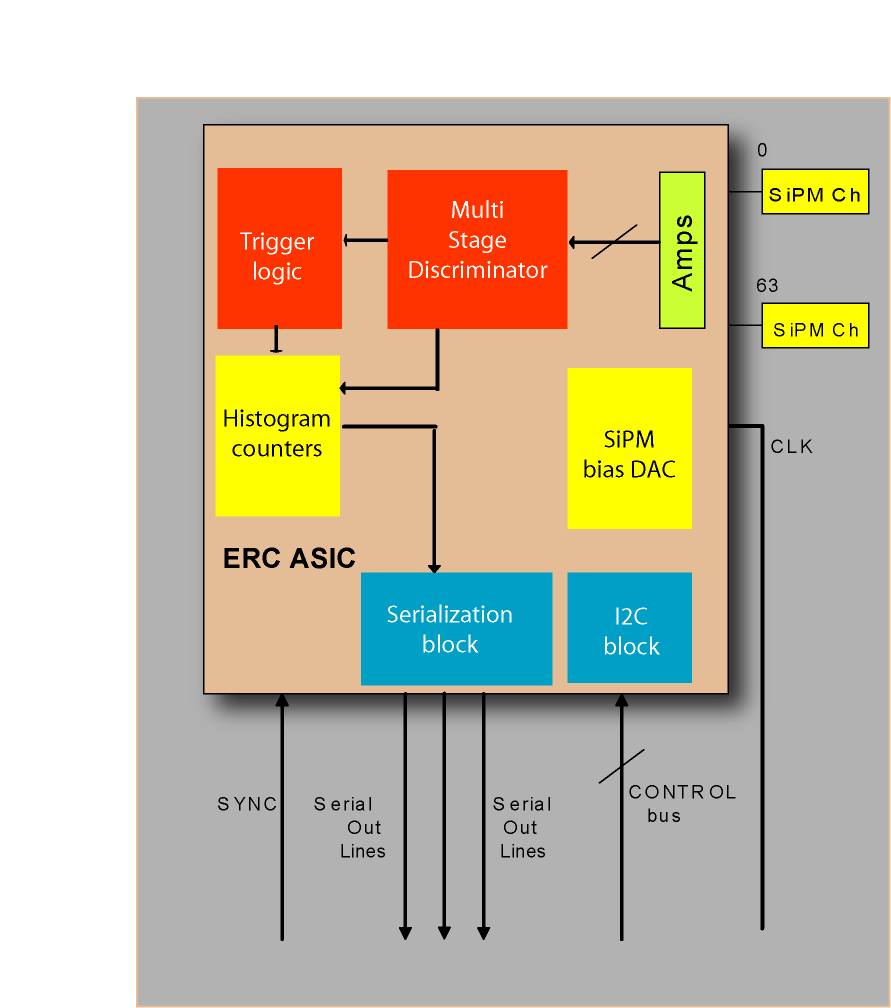 0
SiPM Ch
Trigger
logic
Multi
Stage
Discriminator
Amps
63
SiPM Ch
Histogram
counters
SiPM
bias DAC
CLK
ERC ASIC
Serialization
block
I2C
block
SYNC
Serial
Out
Lines
Serial
Out
Lines
CONTROL
bus